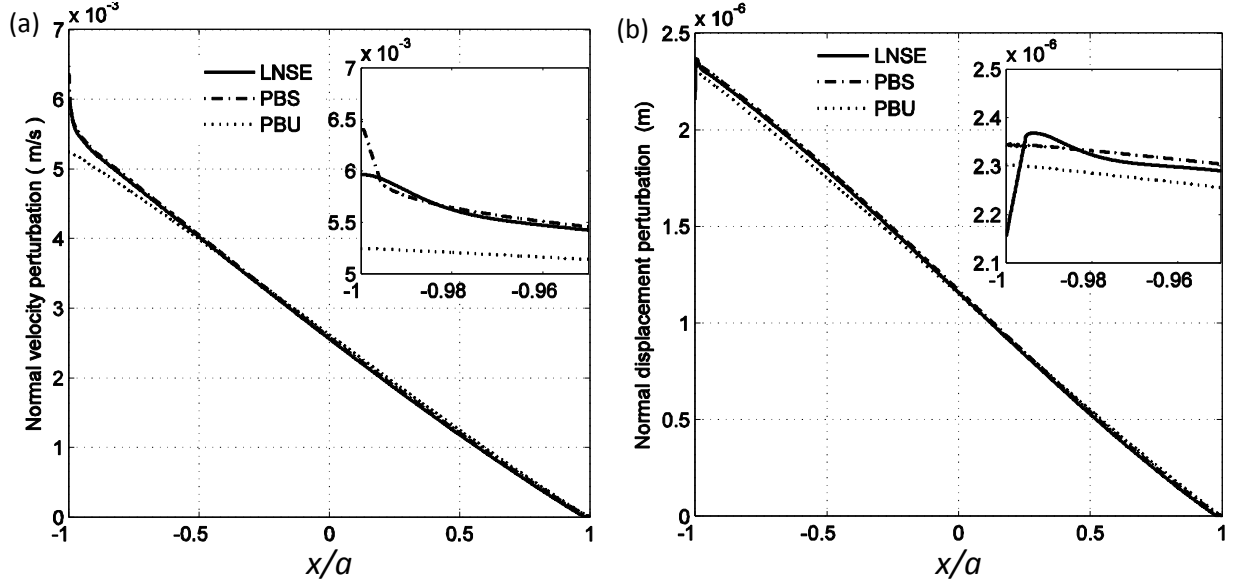 (a)
x 10⁻³
7
6
5
4
3
2
1
0
Normal velocity perturbation ( m/s )
-1
-0.5
0
0.5
1
x/a
LNSE
PBS
PBU
x 10⁻³
7
6.5
6
5.5
5
-1
-0.98
-0.96
(b)
x 10⁻⁶
2.5
2
1.5
1
0.5
0
Normal displacement perturbation (m)
-1
-0.5
0
0.5
1
x/a
LNSE
PBS
PBU
x 10⁻⁶
2.5
2.4
2.3
2.2
2.1
-1
-0.98
-0.96